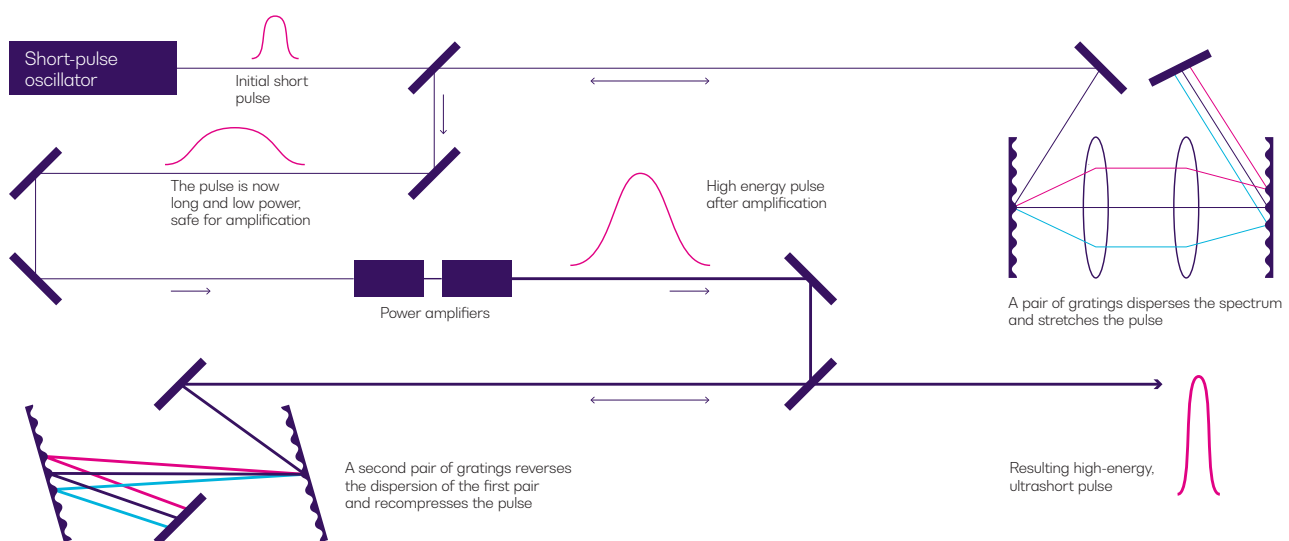 Short-pulse
oscillator
Initial short
pulse
The pulse is now
long and low power,
safe for amplification
High energy pulse
after amplification
Power amplifiers
A pair of gratings disperses the spectrum
and stretches the pulse
A second pair of gratings reverses
the dispersion of the first pair
and recompresses the pulse
Resulting high-energy,
ultrashort pulse